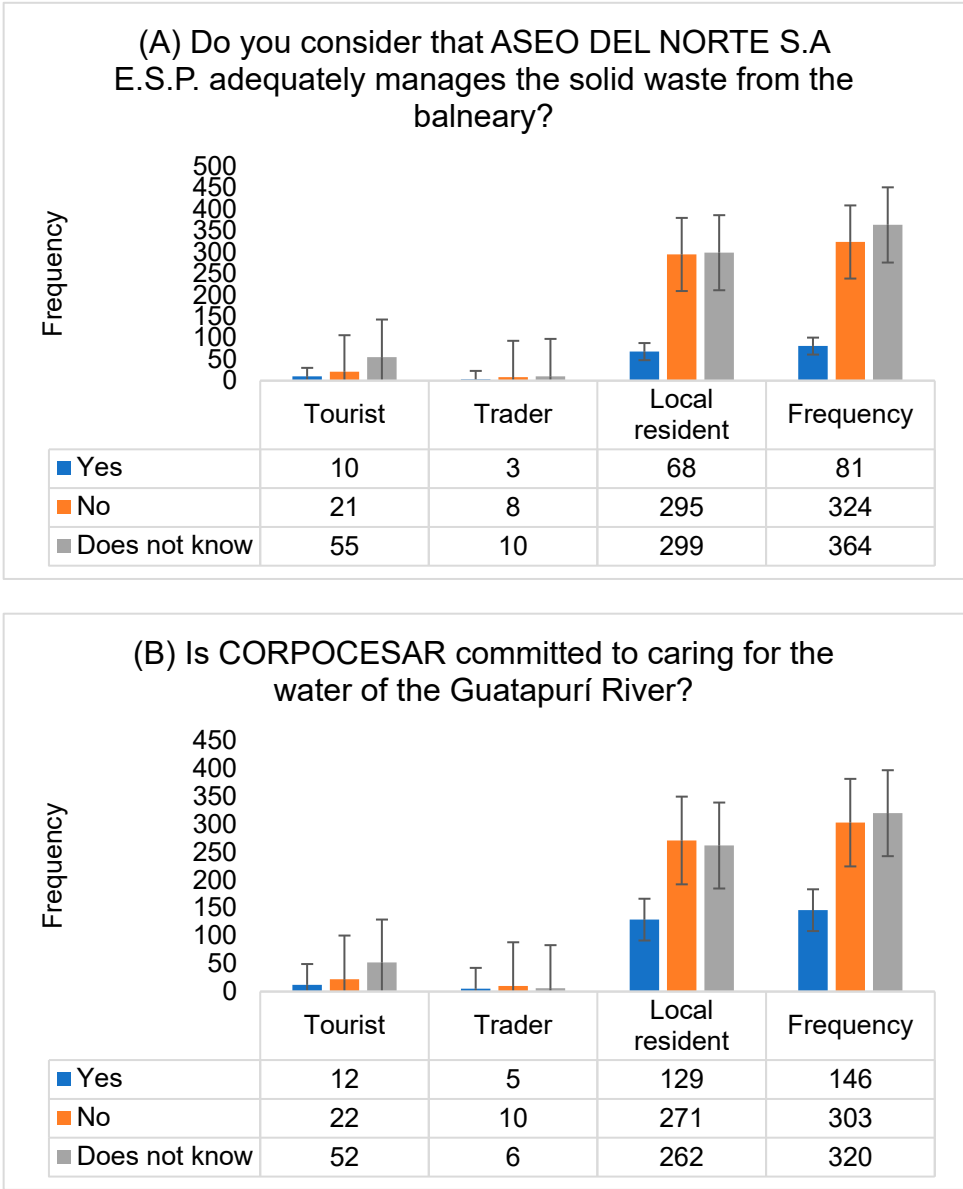 (A) Do you consider that ASEO DEL NORTE S.A
E.S.P. adequately manages the solid waste from the
balneary?
500
450
400
350
300
250
200
150
100
50
0
Frequency
Tourist Trader Local resident Frequency
Yes 10 3 68 81
No 21 8 295 324
Does not know 55 10 299 364
(B) Is CORPOCESAR committed to caring for the
water of the Guatapurí River?
450
400
350
300
250
200
150
100
50
0
Frequency
Tourist Trader Local resident Frequency
Yes 12 5 129 146
No 22 10 271 303
Does not know 52 6 262 320